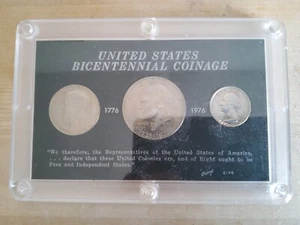 UNITED STATES
BICENTENNIAL COINAGE
1776
1976
"We therefore, the Representatives of the United States of America,
... declare that these United Colonies are, and of Right ought to be
Free and Independent States."